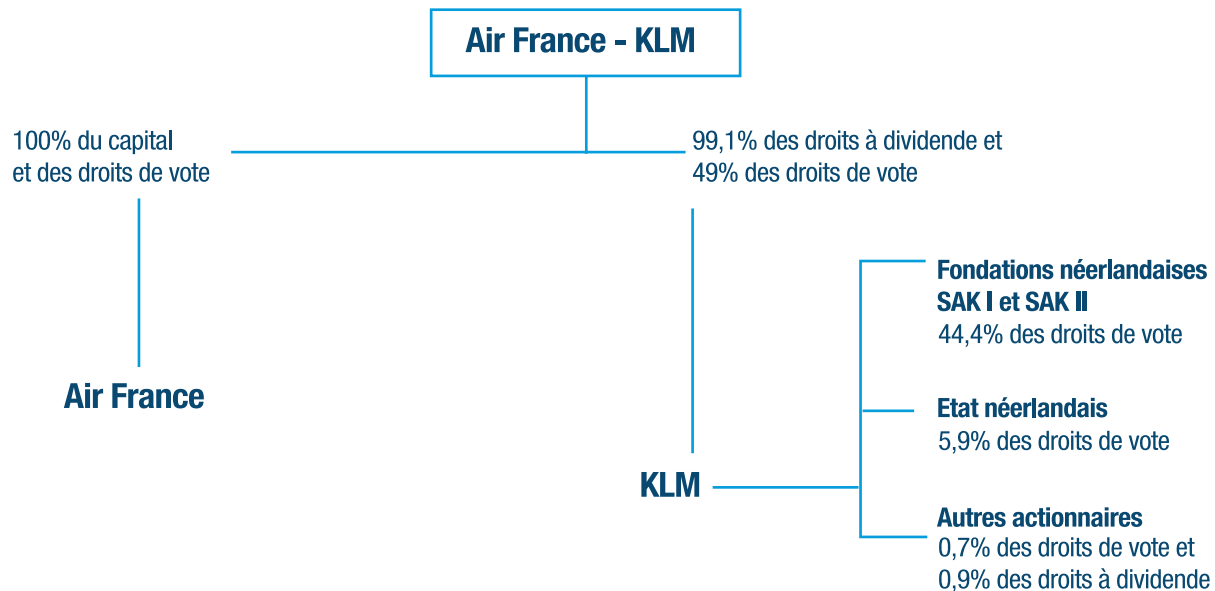 Air France - KLM
100% du capital
et des droits de vote
99,1% des droits à dividende et
49% des droits de vote
Air France
KLM
Fondations néerlandaises
SAK I et SAK II
44,4% des droits de vote
Etat néerlandais
5,9% des droits de vote
Autres actionnaires
0,7% des droits de vote et
0,9% des droits à dividende